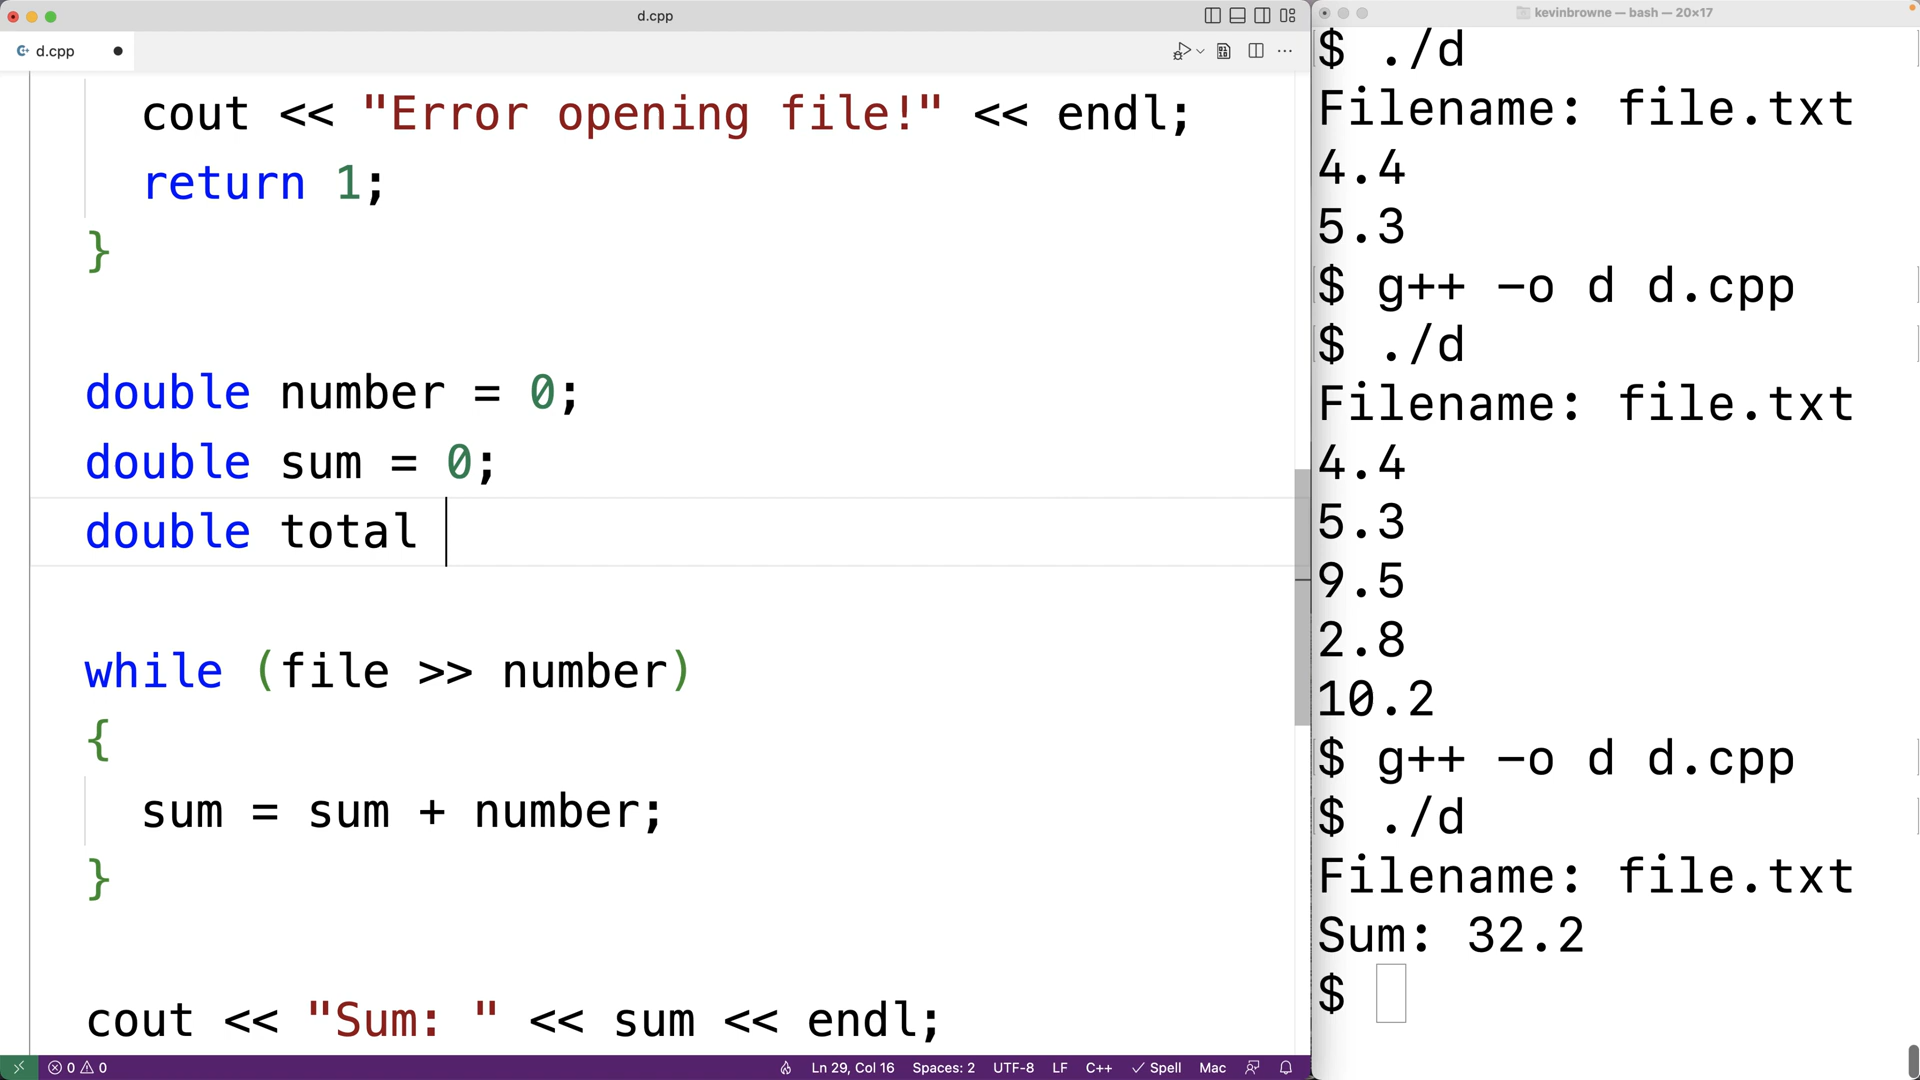 d.cpp
d.cpp
cout << "Error opening file!" << endl;
return 1;
}
double number = 0;
double sum = 0;
double total
while (file >> number)
{
sum = sum + number;
}
cout << "Sum: " << sum << endl;
0 0
Ln 29, Col 16 Spaces: 2 UTF-8 LF C++ Spell Mac
kevinbrowne — bash — 20×17
$ ./d
Filename: file.txt
4.4
5.3
$ g++ -o d d.cpp
$ ./d
Filename: file.txt
4.4
5.3
9.5
2.8
10.2
$ g++ -o d d.cpp
$ ./d
Filename: file.txt
Sum: 32.2
$